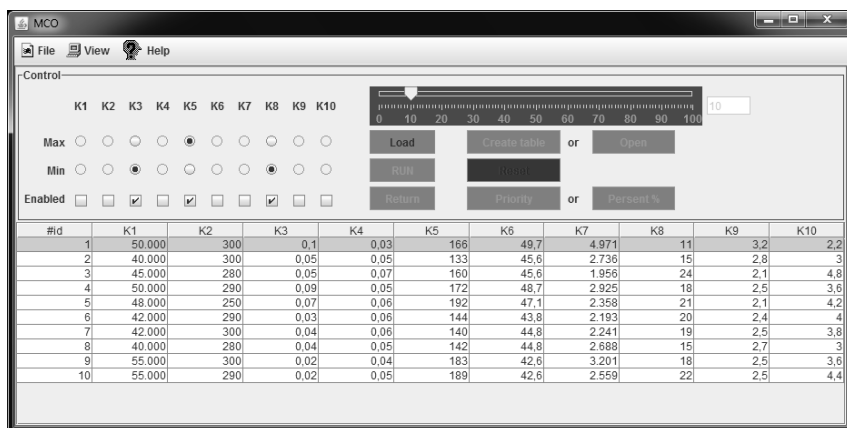 MCO
File View Help
Control
K1 K2 K3 K4 K5 K6 K7 K8 K9 K10
0 10 20 30 40 50 60 70 80 90 100
10
Max Load Create table or Open
Min RUN Reset
Enabled Return Priority or Persent %
#id K1 K2 K3 K4 K5 K6 K7 K8 K9 K10
1 50.000 300 0,1 0,03 166 49,7 4.971 11 3,2 2,2
2 40.000 300 0,05 0,05 133 45,6 2.736 15 2,8 3
3 45.000 280 0,05 0,07 160 45,6 1.956 24 2,1 4,8
4 50.000 290 0,09 0,05 172 48,7 2.925 18 2,5 3,6
5 48.000 250 0,07 0,06 192 47,1 2.358 21 2,1 4,2
6 42.000 290 0,03 0,06 144 43,8 2.193 20 2,4 4
7 42.000 300 0,04 0,06 140 44,8 2.241 19 2,5 3,8
8 40.000 280 0,04 0,05 142 44,8 2.688 15 2,7 3
9 55.000 300 0,02 0,04 183 42,6 3.201 18 2,5 3,6
10 55.000 290 0,02 0,05 189 42,6 2.559 22 2,5 4,4